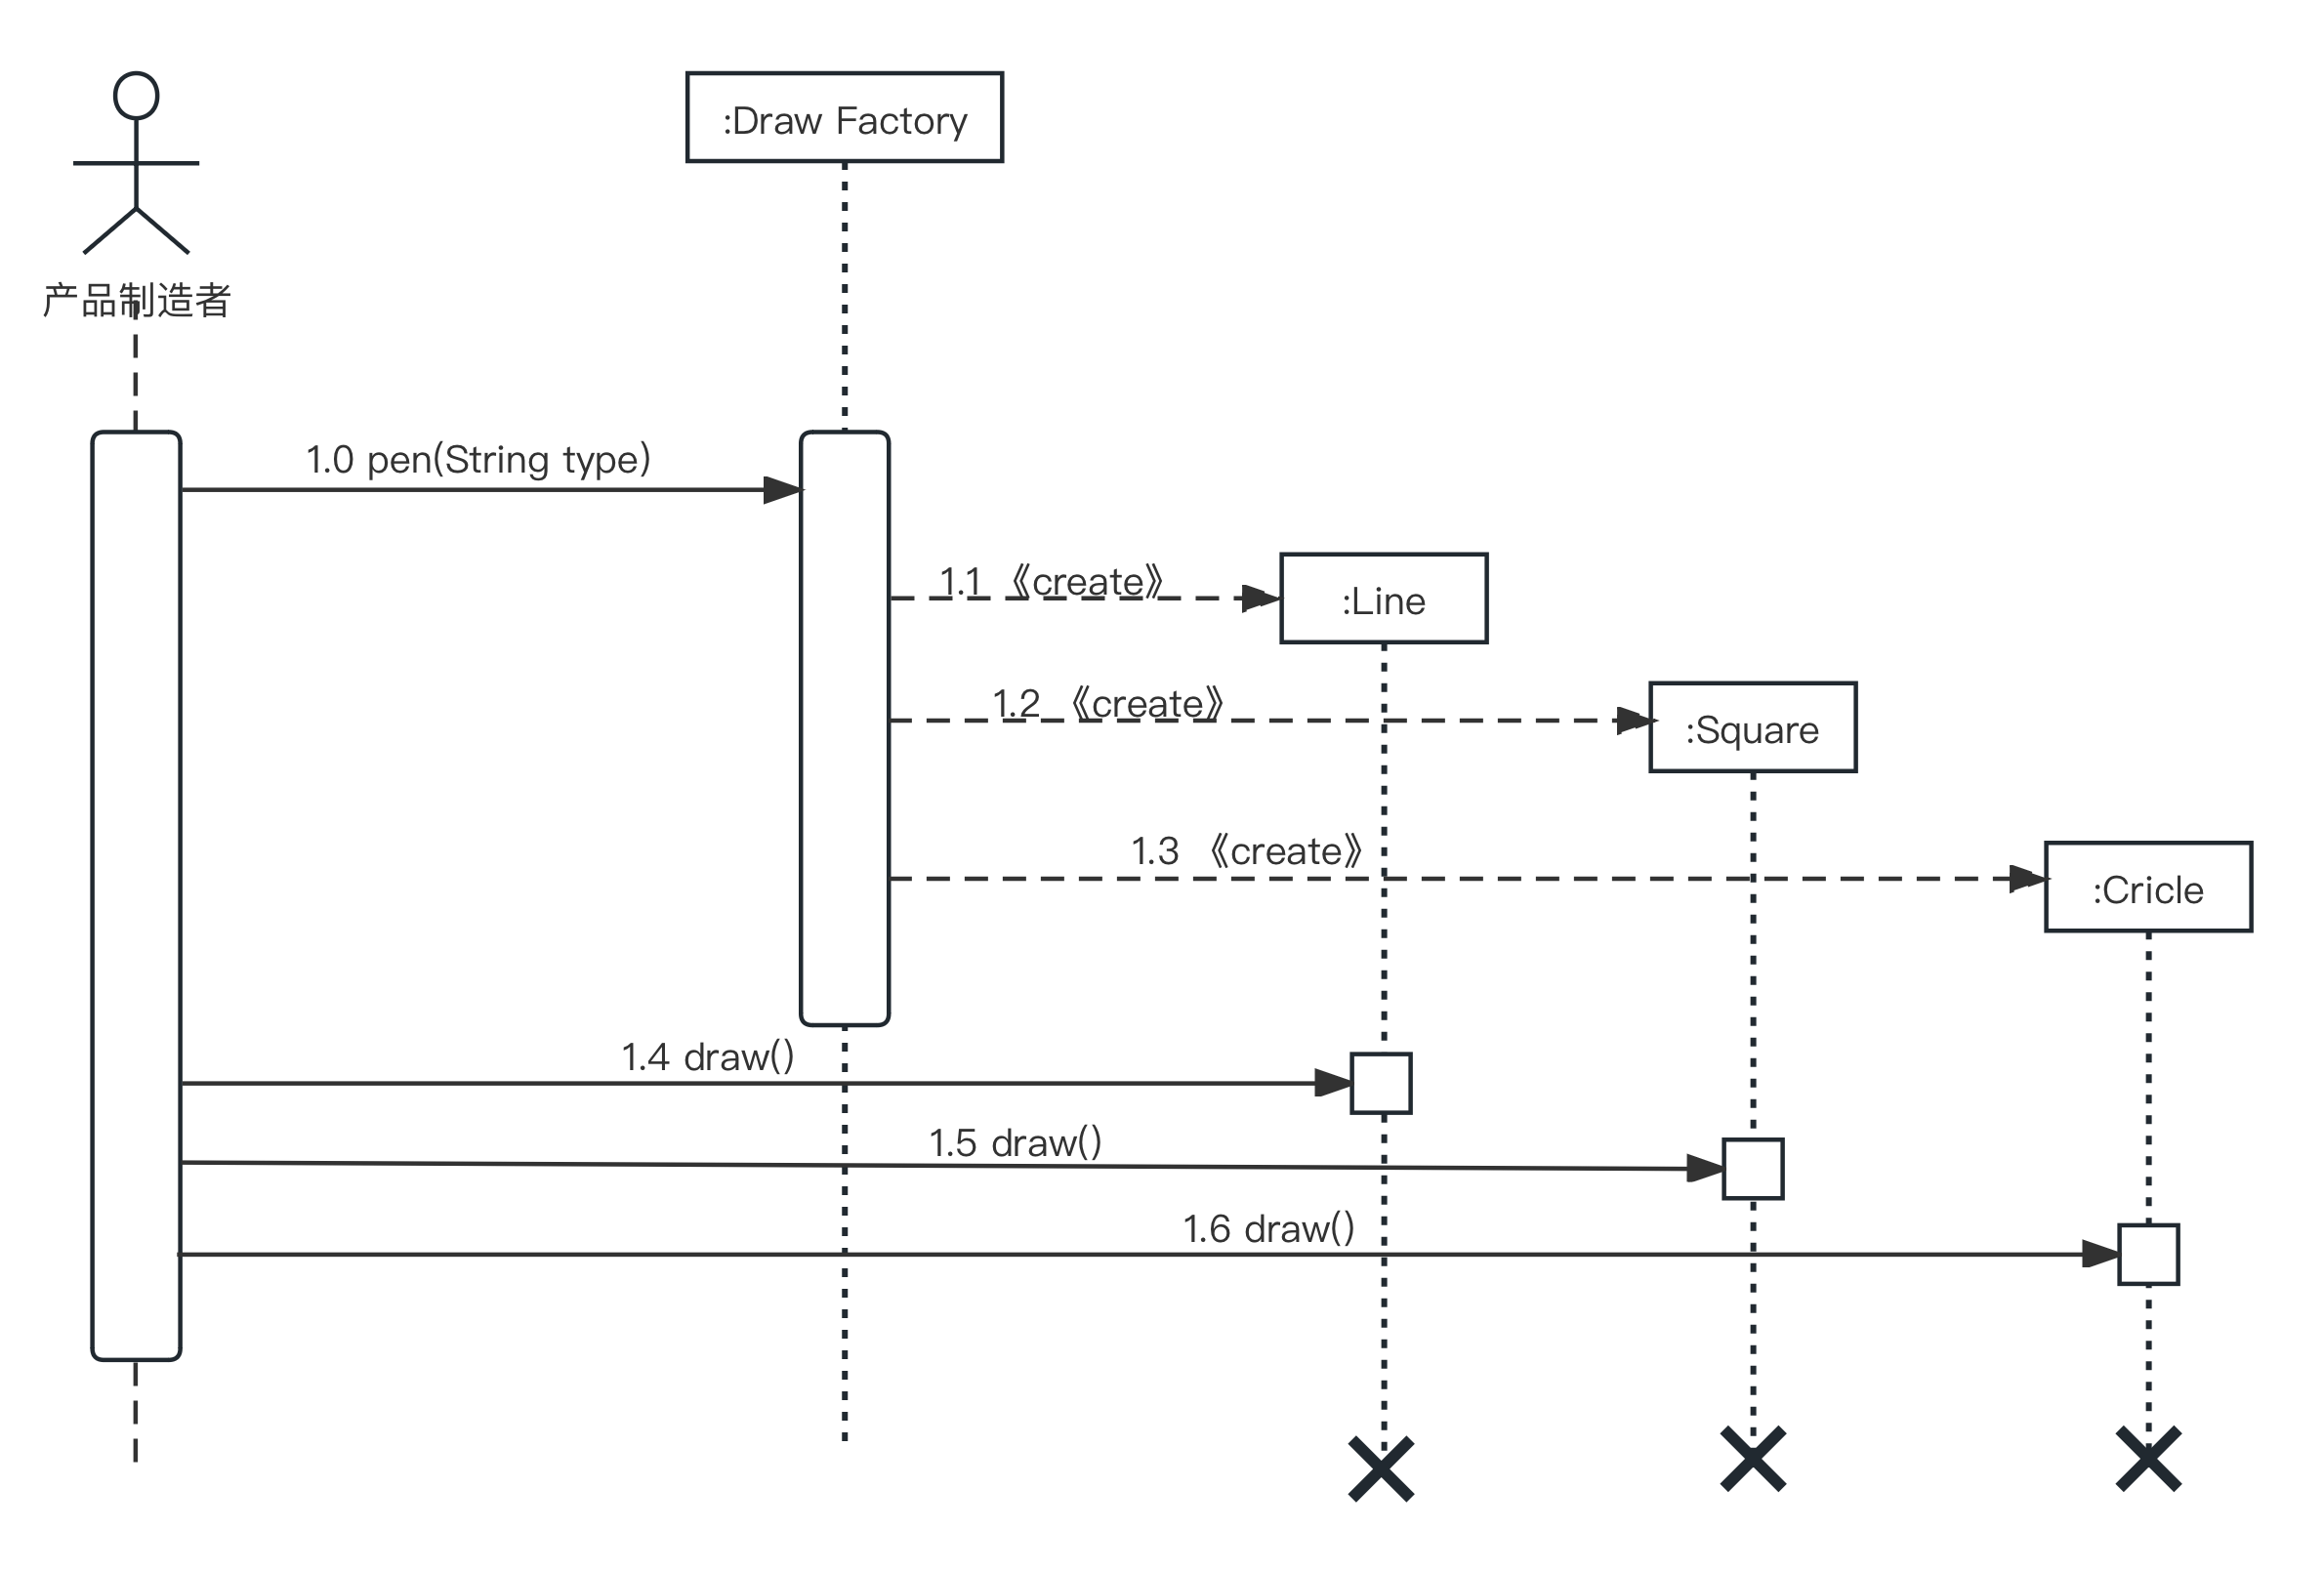 :Draw Factory
产品制造者
1.0 pen(String type)
1.1 《create》
:Line
1.2 《create》
:Square
1.3 《create》
:Cricle
1.4 draw()
1.5 draw()
1.6 draw()